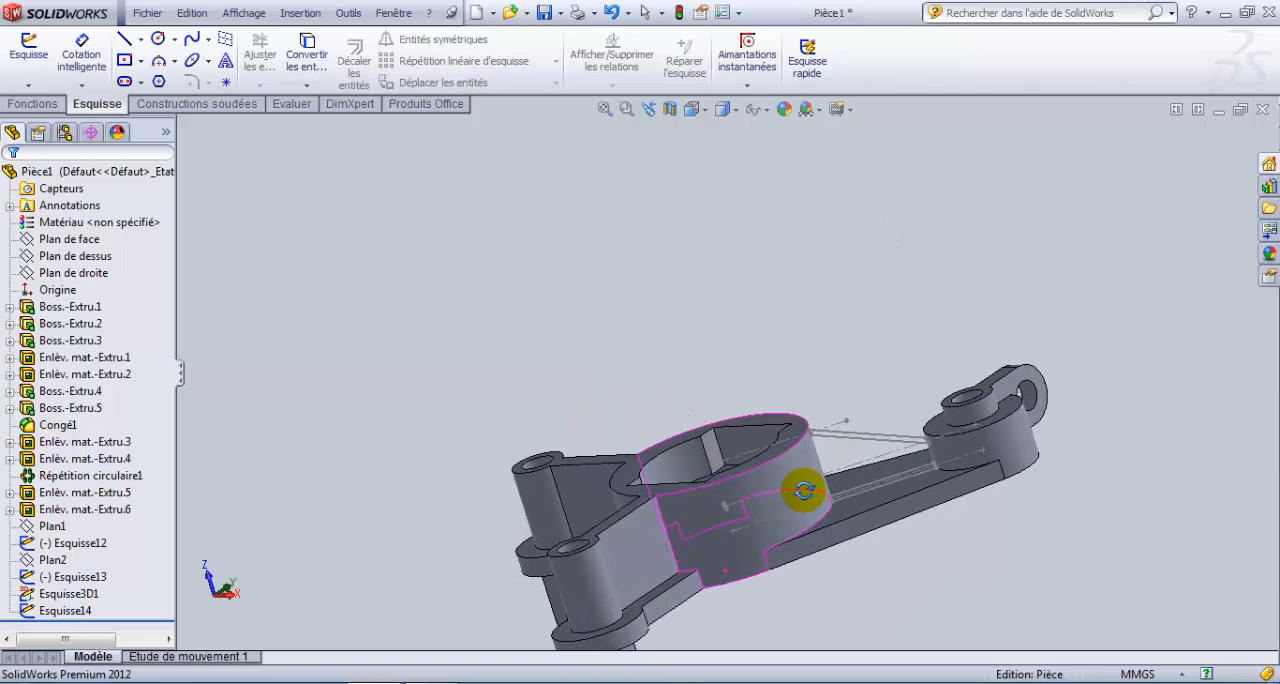 SOLIDWORKS Fichier Edition Affichage Insertion Outils Fenêtre ? Pièce1 * Rechercher dans l'aide de SolidWorks
Esquisse Cotation intelligente Ajuster les e... Convertir les ent... Décaler les entités Entités symétriques Répétition linéaire d'esquisse Déplacer les entités Afficher/Supprimer les relations Réparer l'esquisse Aimantations instantanées Esquisse rapide
Fonctions Esquisse Constructions soudées Evaluer DimXpert Produits Office
Pièce1 (Défaut<<Défaut>_Etat
Capteurs
Annotations
Matériau <non spécifié>
Plan de face
Plan de dessus
Plan de droite
Origine
Boss.-Extru.1
Boss.-Extru.2
Boss.-Extru.3
Enlèv. mat.-Extru.1
Enlèv. mat.-Extru.2
Boss.-Extru.4
Boss.-Extru.5
Congé1
Enlèv. mat.-Extru.3
Enlèv. mat.-Extru.4
Répétition circulaire1
Enlèv. mat.-Extru.5
Enlèv. mat.-Extru.6
Plan1
(-) Esquisse12
Plan2
(-) Esquisse13
Esquisse3D1
Esquisse14
Z Y X
Modèle Etude de mouvement 1
SolidWorks Premium 2012 Edition: Pièce MMGS